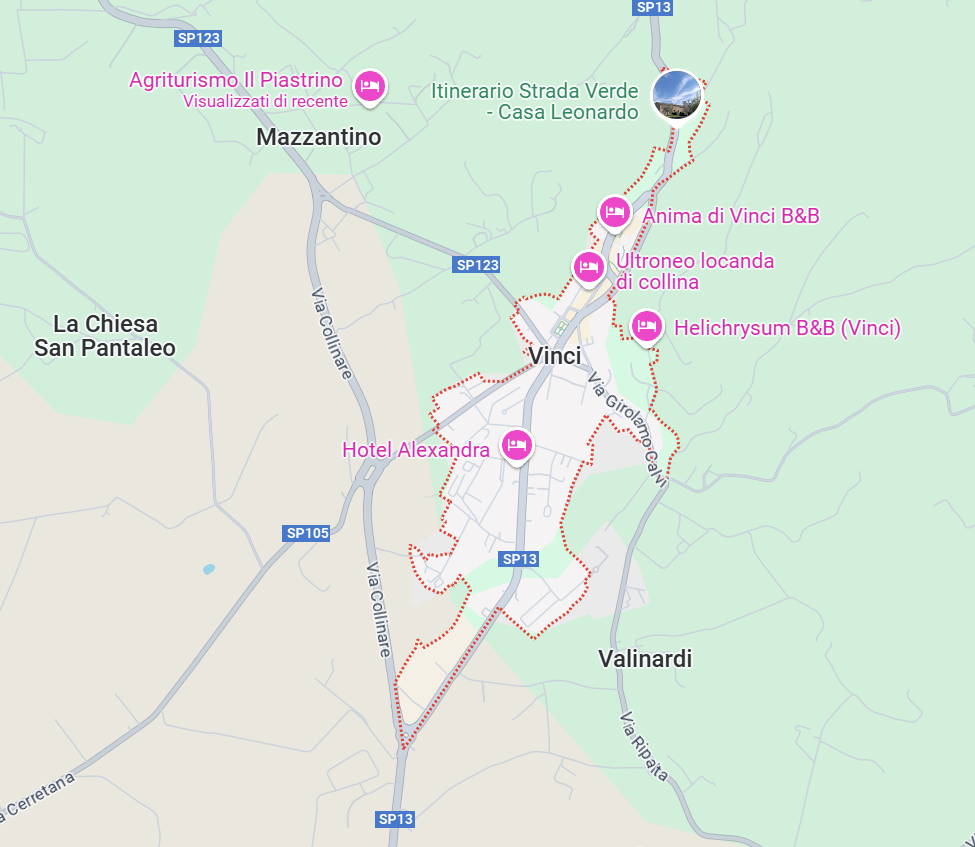 SP13
SP123
Agriturismo Il Piastrino
Visualizzati di recente
Itinerario Strada Verde
- Casa Leonardo
Mazzantino
Anima di Vinci B&B
SP123
Ultroneo locanda
di collina
La Chiesa
San Pantaleo
Via Collinare
Helichrysum B&B (Vinci)
Vinci
Via Girolamo Calvi
Hotel Alexandra
SP105
SP13
Via Collinare
Valinardi
Via Ripalta
a Cerretana
SP13